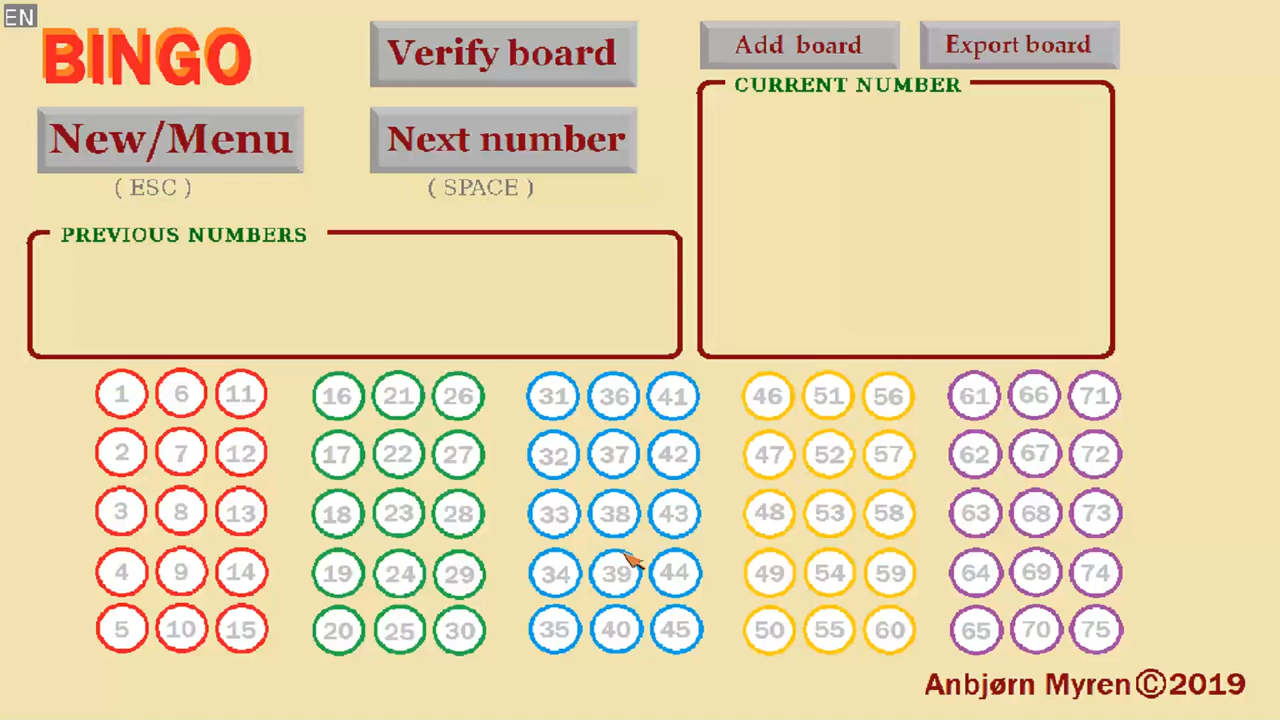 EN
BINGO
Verify board
Add board
Export board
CURRENT NUMBER
New/Menu
Next number
( ESC )
( SPACE )
PREVIOUS NUMBERS
1 6 11 16 21 26 31 36 41 46 51 56 61 66 71
2 7 12 17 22 27 32 37 42 47 52 57 62 67 72
3 8 13 18 23 28 33 38 43 48 53 58 63 68 73
4 9 14 19 24 29 34 39 44 49 54 59 64 69 74
5 10 15 20 25 30 35 40 45 50 55 60 65 70 75
Anbjørn Myren©2019